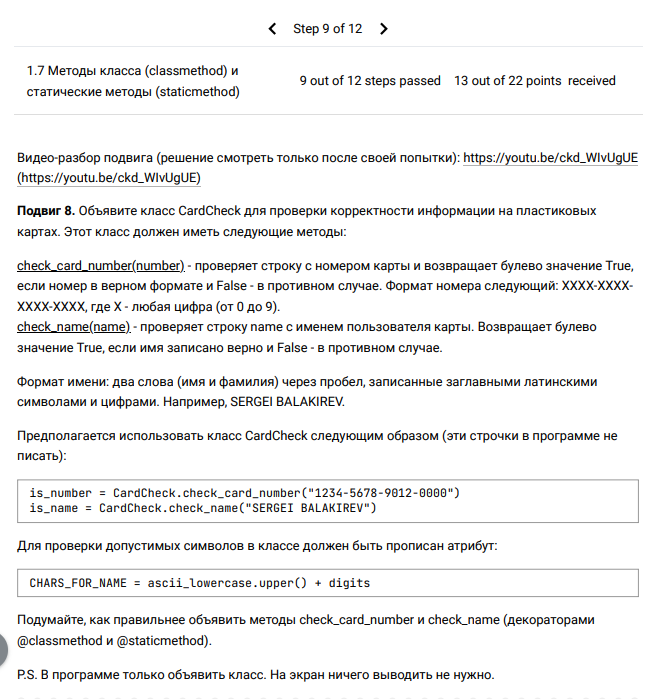 Step 9 of 12
1.7 Методы класса (classmethod) и
статические методы (staticmethod)
9 out of 12 steps passed
13 out of 22 points received
Видео-разбор подвига (решение смотреть только после своей попытки): https://youtu.be/ckd_WIvUgUE
(https://youtu.be/ckd_WIvUgUE)
Подвиг 8. Объявите класс CardCheck для проверки корректности информации на пластиковых
картах. Этот класс должен иметь следующие методы:
check_card_number(number) - проверяет строку с номером карты и возвращает булево значение True,
если номер в верном формате и False - в противном случае. Формат номера следующий: XXXX-XXXX-
XXXX-XXXX, где X - любая цифра (от 0 до 9).
check_name(name) - проверяет строку name с именем пользователя карты. Возвращает булево
значение True, если имя записано верно и False - в противном случае.
Формат имени: два слова (имя и фамилия) через пробел, записанные заглавными латинскими
символами и цифрами. Например, SERGEI BALAKIREV.
Предполагается использовать класс CardCheck следующим образом (эти строчки в программе не
писать):
is_number = CardCheck.check_card_number("1234-5678-9012-0000")
is_name = CardCheck.check_name("SERGEI BALAKIREV")
Для проверки допустимых символов в классе должен быть прописан атрибут:
CHARS_FOR_NAME = ascii_lowercase.upper() + digits
Подумайте, как правильнее объявить методы check_card_number и check_name (декораторами
@classmethod и @staticmethod).
P.S. В программе только объявить класс. На экран ничего выводить не нужно.